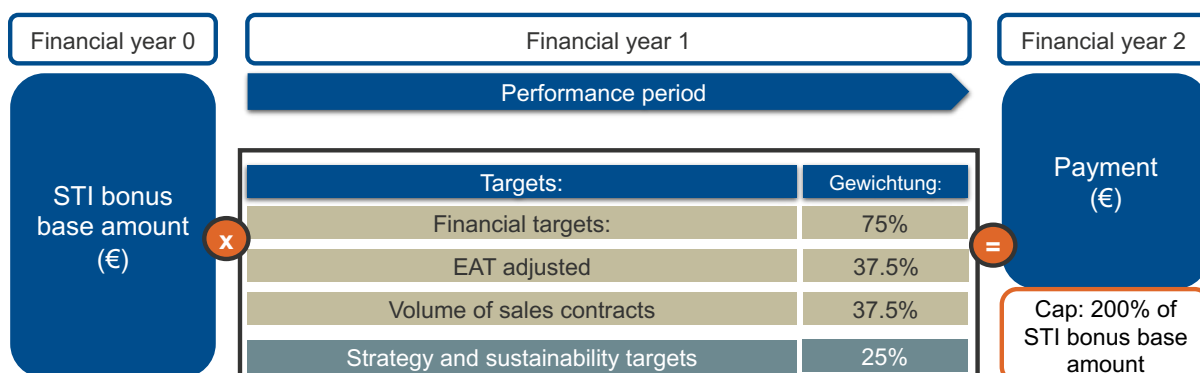 Financial year 0
Financial year 1
Financial year 2
Performance period
STI bonus
base amount
(€)
x
Targets:
Gewichtung:
Financial targets:
75%
EAT adjusted
37.5%
Volume of sales contracts
37.5%
Strategy and sustainability targets
25%
=
Payment
(€)
Cap: 200% of
STI bonus base
amount